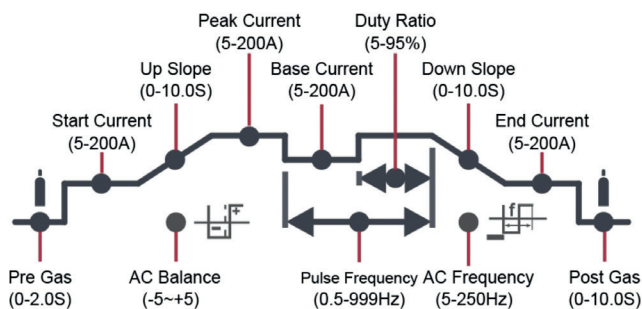 Peak Current
(5-200A)
Duty Ratio
(5-95%)
Up Slope
(0-10.0S)
Base Current
(5-200A)
Down Slope
(0-10.0S)
Start Current
(5-200A)
End Current
(5-200A)
Pre Gas
(0-2.0S)
AC Balance
(-5~+5)
Pulse Frequency
(0.5-999Hz)
AC Frequency
(5-250Hz)
Post Gas
(0-10.0S)
- +
f